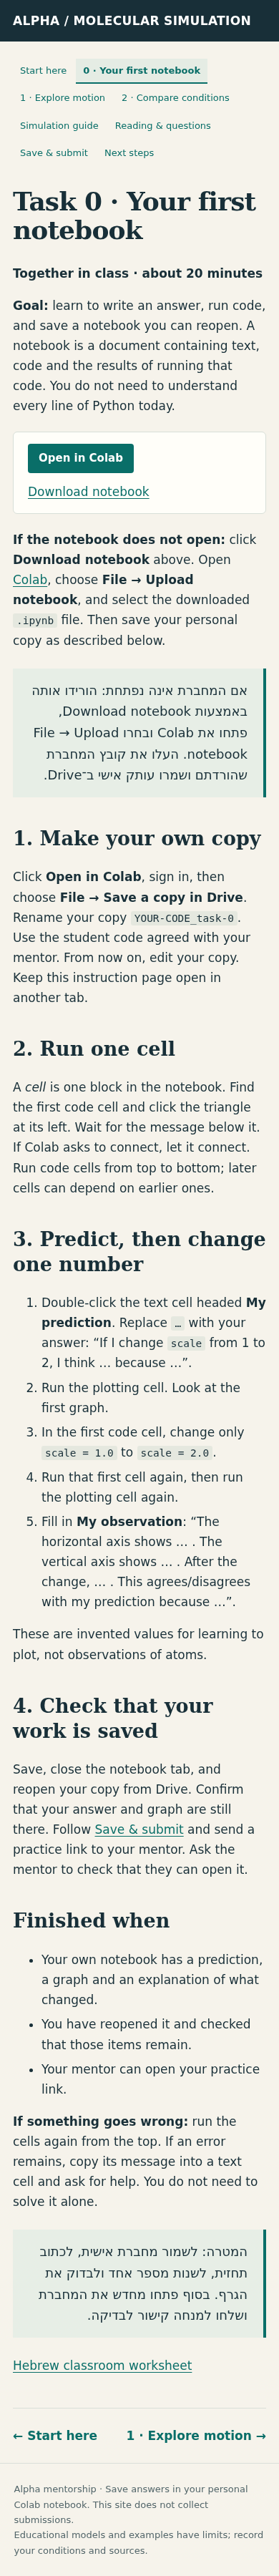 ALPHA / MOLECULAR SIMULATION
Start here 0 · Your first notebook
1 · Explore motion 2 · Compare conditions
Simulation guide Reading & questions
Save & submit Next steps
Task 0 · Your first
notebook
Together in class · about 20 minutes
Goal: learn to write an answer, run code,
and save a notebook you can reopen. A
notebook is a document containing text,
code and the results of running that
code. You do not need to understand
every line of Python today.
Open in Colab
Download notebook
If the notebook does not open: click
Download notebook above. Open
Colab, choose File → Upload
notebook, and select the downloaded
.ipynb file. Then save your personal
copy as described below.
אם המחברת אינה נפתחת: הורידו אותה
באמצעות Download notebook,
פתחו את Colab ובחרו File → Upload
notebook. העלו את קובץ המחברת
שהורדתם ושמרו עותק אישי ב־Drive.
1. Make your own copy
Click Open in Colab, sign in, then
choose File → Save a copy in Drive.
Rename your copy YOUR-CODE_task-0.
Use the student code agreed with your
mentor. From now on, edit your copy.
Keep this instruction page open in
another tab.
2. Run one cell
A cell is one block in the notebook. Find
the first code cell and click the triangle
at its left. Wait for the message below it.
If Colab asks to connect, let it connect.
Run code cells from top to bottom; later
cells can depend on earlier ones.
3. Predict, then change
one number
1. Double-click the text cell headed My
prediction. Replace … with your
answer: “If I change scale from 1 to
2, I think … because …”.
2. Run the plotting cell. Look at the
first graph.
3. In the first code cell, change only
scale = 1.0 to scale = 2.0.
4. Run that first cell again, then run
the plotting cell again.
5. Fill in My observation: “The
horizontal axis shows … . The
vertical axis shows … . After the
change, … . This agrees/disagrees
with my prediction because …”.
These are invented values for learning to
plot, not observations of atoms.
4. Check that your
work is saved
Save, close the notebook tab, and
reopen your copy from Drive. Confirm
that your answer and graph are still
there. Follow Save & submit and send a
practice link to your mentor. Ask the
mentor to check that they can open it.
Finished when
• Your own notebook has a prediction,
a graph and an explanation of what
changed.
• You have reopened it and checked
that those items remain.
• Your mentor can open your practice
link.
If something goes wrong: run the
cells again from the top. If an error
remains, copy its message into a text
cell and ask for help. You do not need to
solve it alone.
המטרה: לשמור מחברת אישית, לכתוב
תחזית, לשנות מספר אחד ולבדוק את
הגרף. בסוף פתחו מחדש את המחברת
ושלחו למנחה קישור לבדיקה.
Hebrew classroom worksheet
← Start here 1 · Explore motion →
Alpha mentorship · Save answers in your personal
Colab notebook. This site does not collect
submissions.
Educational models and examples have limits; record
your conditions and sources.